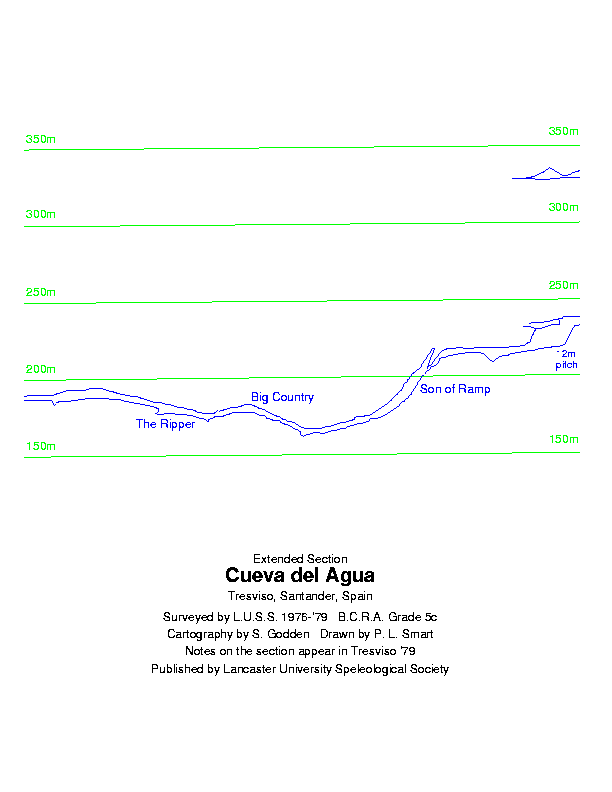 350m 350m
300m 300m
250m 250m
12m
pitch
200m
Son of Ramp
Big Country
The Ripper
150m 150m
Extended Section
Cueva del Agua
Tresviso, Santander, Spain
Surveyed by L.U.S.S. 1976-'79 B.C.R.A. Grade 5c
Cartography by S. Godden Drawn by P. L. Smart
Notes on the section appear in Tresviso '79
Published by Lancaster University Speleological Society